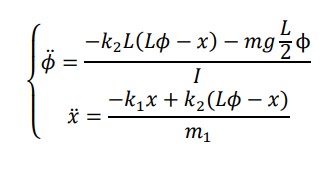 ϕ̈ = (−k₂L(Lϕ − x) − mg(L/2)ϕ) / I
ẍ = (−k₁x + k₂(Lϕ − x)) / m₁